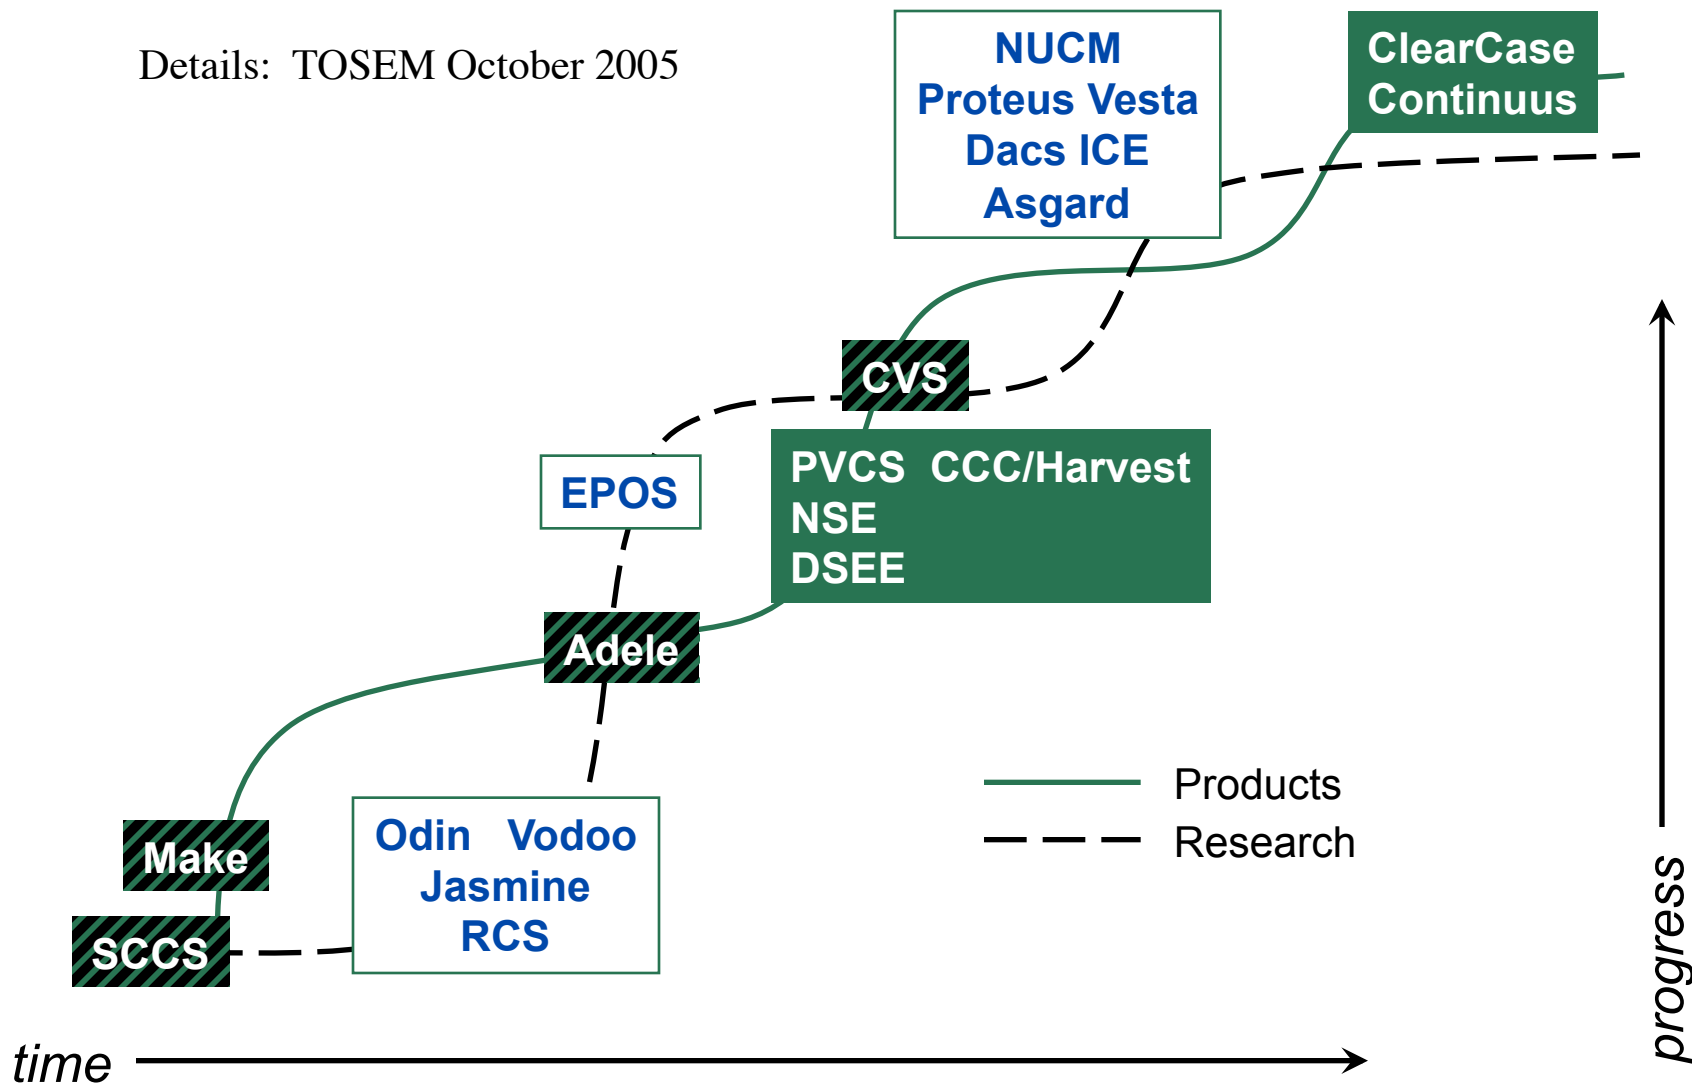 Details: TOSEM October 2005
NUCM
Proteus Vesta
Dacs ICE
Asgard
ClearCase
Continuus
CVS
PVCS CCC/Harvest
NSE
DSEE
EPOS
Adele
Make
SCCS
Odin Vodoo
Jasmine
RCS
Products
Research
progress
time